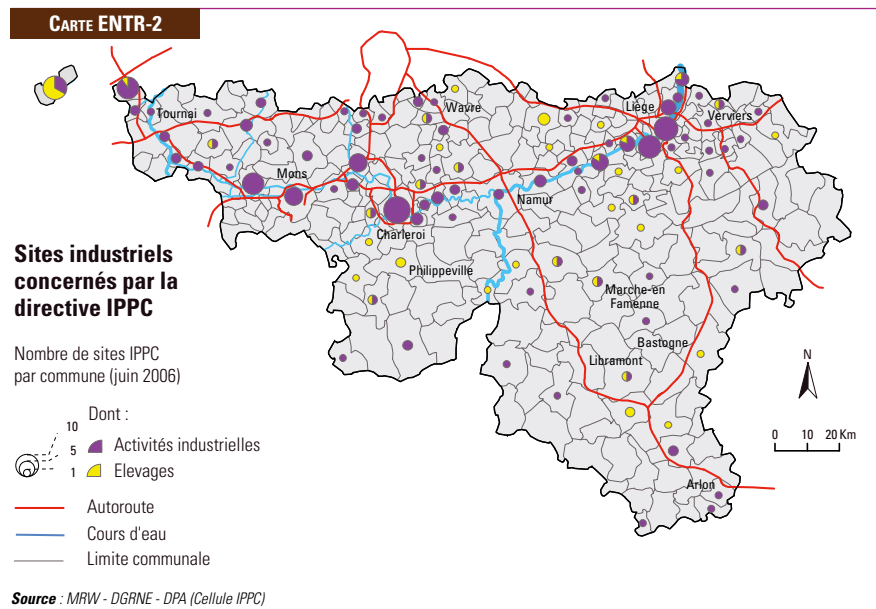 CARTE ENTR-2
Tournai
Mons
Wavre
Liège
Verviers
Namur
Charleroi
Philippeville
Marche-en
Famenne
Bastogne
Libramont
Arlon
N
0 10 20 Km
Sites industriels
concernés par la
directive IPPC
Nombre de sites IPPC
par commune (juin 2006)
Dont :
10
5
1
Activités industrielles
Elevages
Autoroute
Cours d'eau
Limite communale
Source : MRW - DGRNE - DPA (Cellule IPPC)